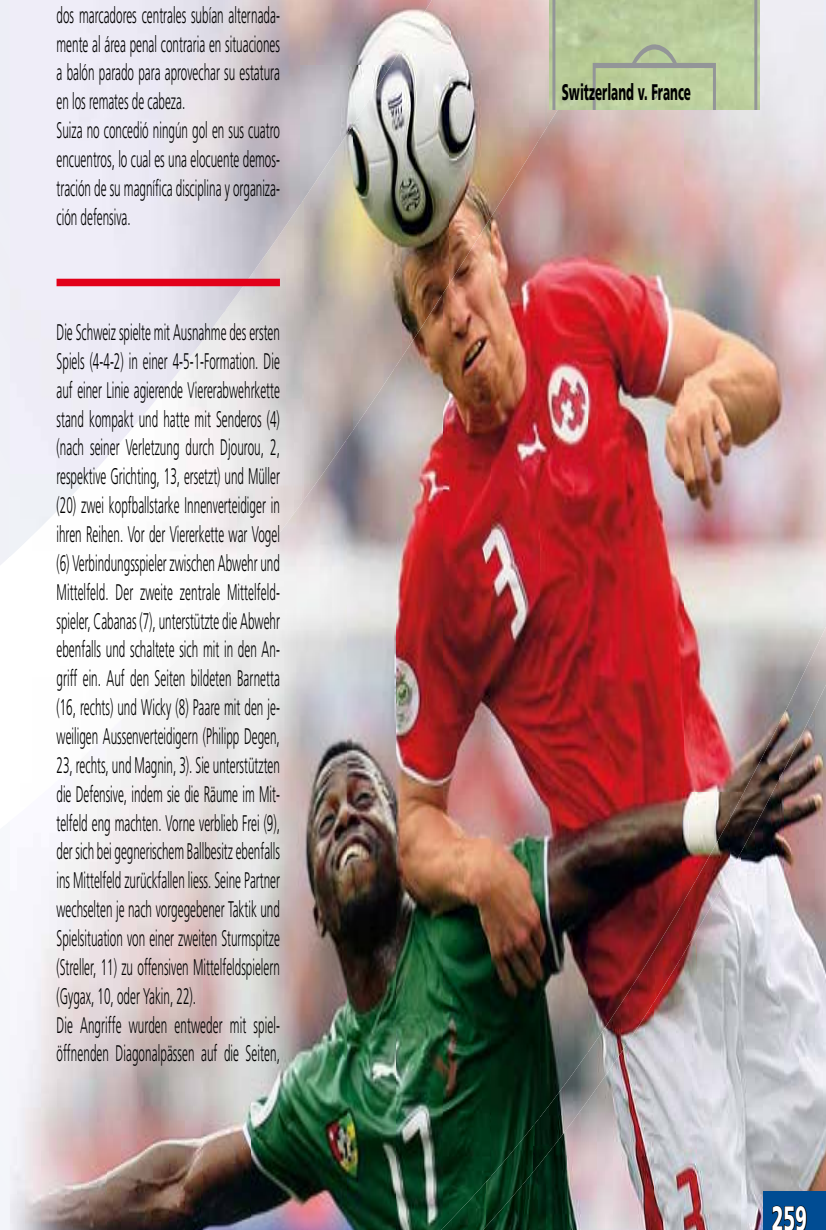 dos marcadores centrales subían alternada-
mente al área penal contraria en situaciones
a balón parado para aprovechar su estatura
en los remates de cabeza.
Suiza no concedió ningún gol en sus cuatro
encuentros, lo cual es una elocuente demos-
tración de su magnífica disciplina y organiza-
ción defensiva.
Die Schweiz spielte mit Ausnahme des ersten
Spiels (4-4-2) in einer 4-5-1-Formation. Die
auf einer Linie agierende Viererabwehrkette
stand kompakt und hatte mit Senderos (4)
(nach seiner Verletzung durch Djourou, 2,
respektive Grichting, 13, ersetzt) und Müller
(20) zwei kopfballstarke Innenverteidiger in
ihren Reihen. Vor der Viererkette war Vogel
(6) Verbindungsspieler zwischen Abwehr und
Mittelfeld. Der zweite zentrale Mittelfeld-
spieler, Cabanas (7), unterstützte die Abwehr
ebenfalls und schaltete sich mit in den An-
griff ein. Auf den Seiten bildeten Barnetta
(16, rechts) und Wicky (8) Paare mit den je-
weiligen Aussenverteidigern (Philipp Degen,
23, rechts, und Magnin, 3). Sie unterstützten
die Defensive, indem sie die Räume im Mit-
telfeld eng machten. Vorne verblieb Frei (9),
der sich bei gegnerischem Ballbesitz ebenfalls
ins Mittelfeld zurückfallen liess. Seine Partner
wechselten je nach vorgegebener Taktik und
Spielsituation von einer zweiten Sturmspitze
(Streller, 11) zu offensiven Mittelfeldspielern
(Gygax, 10, oder Yakin, 22).
Die Angriffe wurden entweder mit spiel-
öffnenden Diagonalpässen auf die Seiten,
Switzerland v. France
3
17
3
259